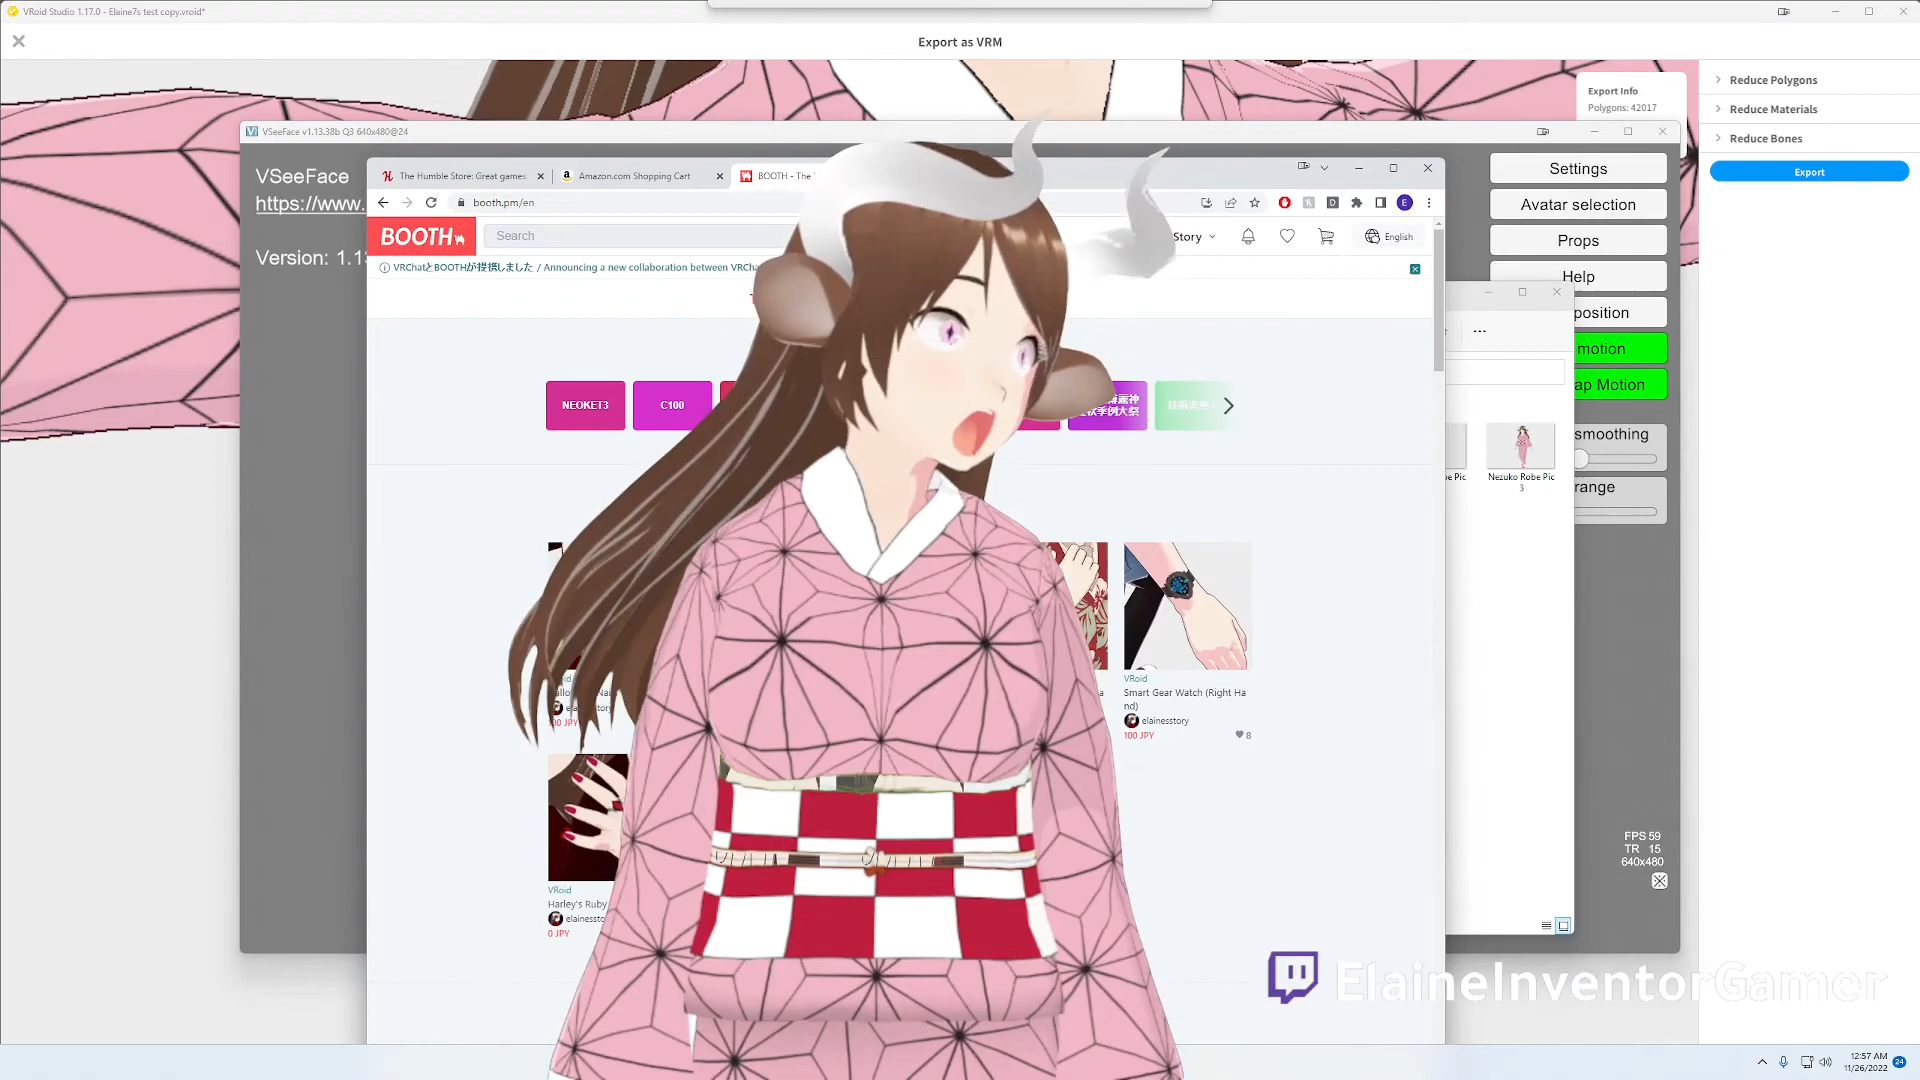 VRoid Studio 1.17.0 - Elaine7s test copy.vroid*
Export as VRM
Export Info
Polygons: 42017
Reduce Polygons
Reduce Materials
Reduce Bones
Export
VSeeFace v1.13.38b Q3 640x480@24
VSeeFace
https://www.
Version: 1.13
The Humble Store: Great games.
Amazon.com Shopping Cart
BOOTH - The
booth.pm/en
BOOTH
Search
Story
English
VRChatとBOOTHが提携しました / Announcing a new collaboration between VRCha
Settings
Avatar selection
Props
Help
position
motion
ap Motion
smoothing
range
NEOKET3
C100
Nezuko Robe Pic
3
VRoid
Smart Gear Watch (Right Ha
nd)
elainesstory
100 JPY
8
VRoid
Harley's Ruby
elainessto
0 JPY
FPS 59
TR 15
640x480
ElaineInventorGamer
12:57 AM
11/26/2022
24